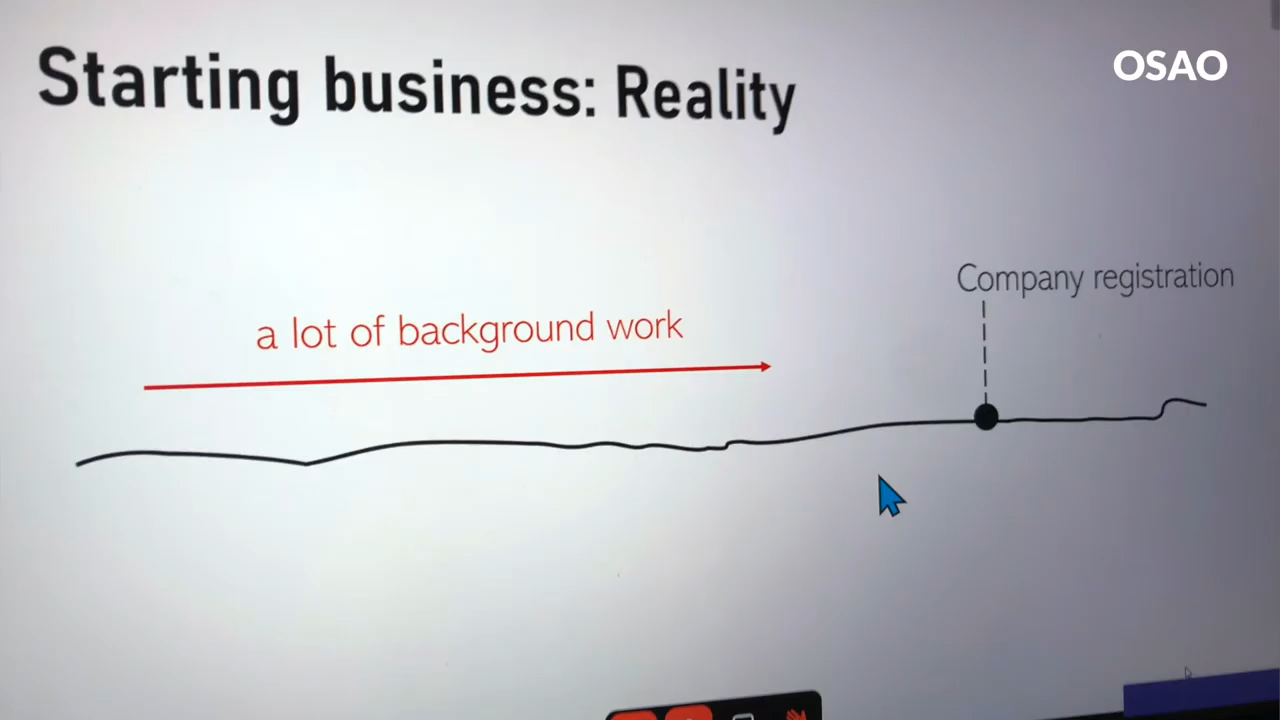 Starting business: Reality
OSAO
Company registration
a lot of background work